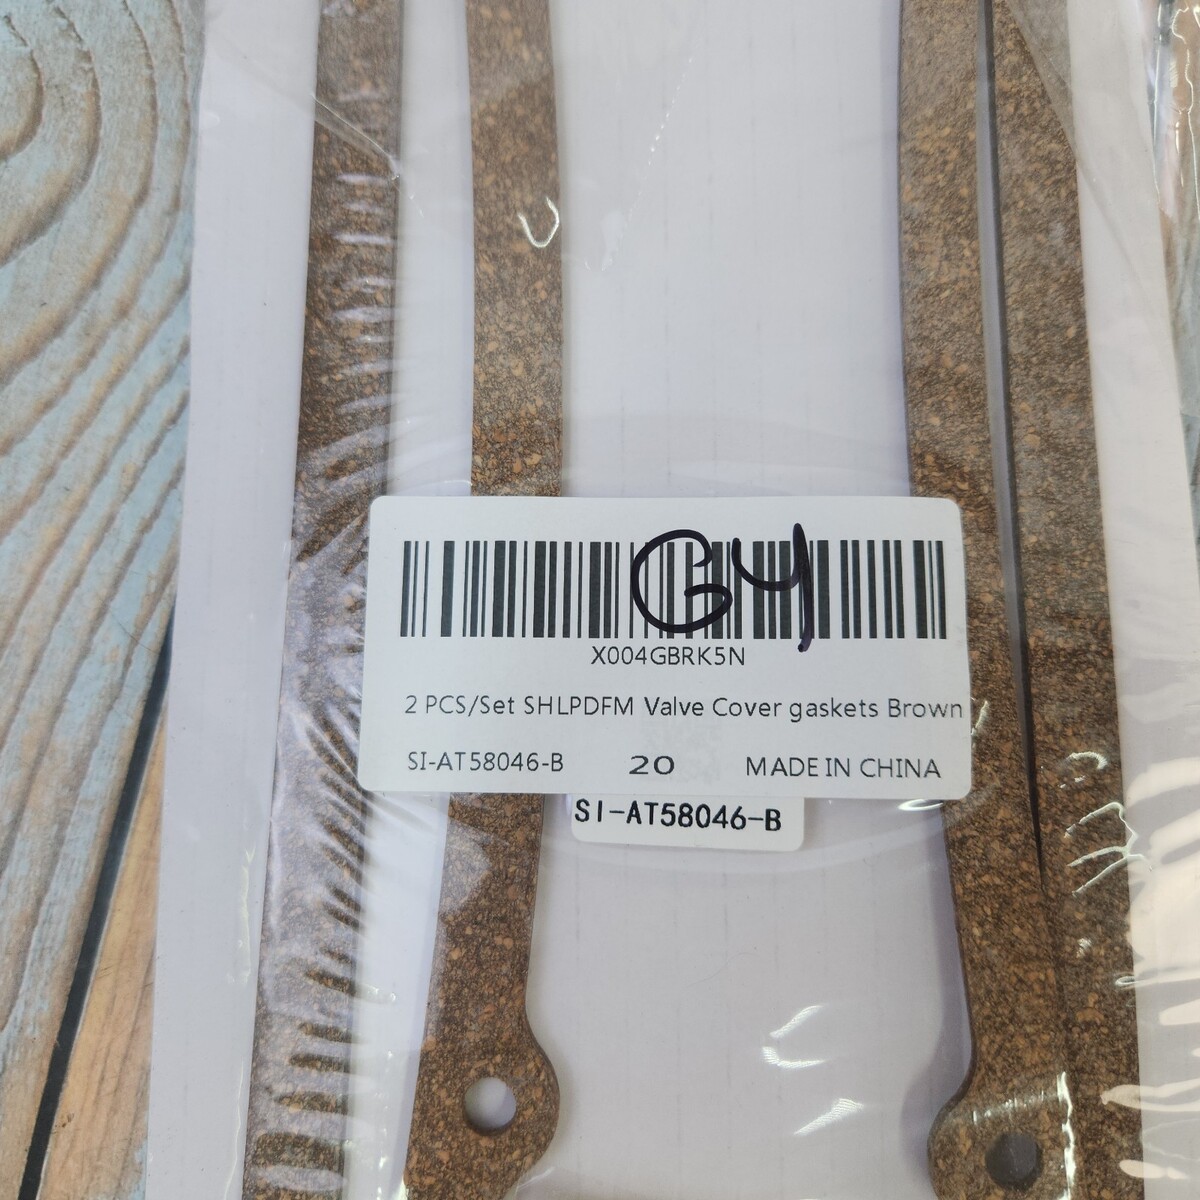 G4
X004GBRK5N
2 PCS/Set SHLPDFM Valve Cover gaskets Brown
SI-AT58046-B 20 MADE IN CHINA
SI-AT58046-B